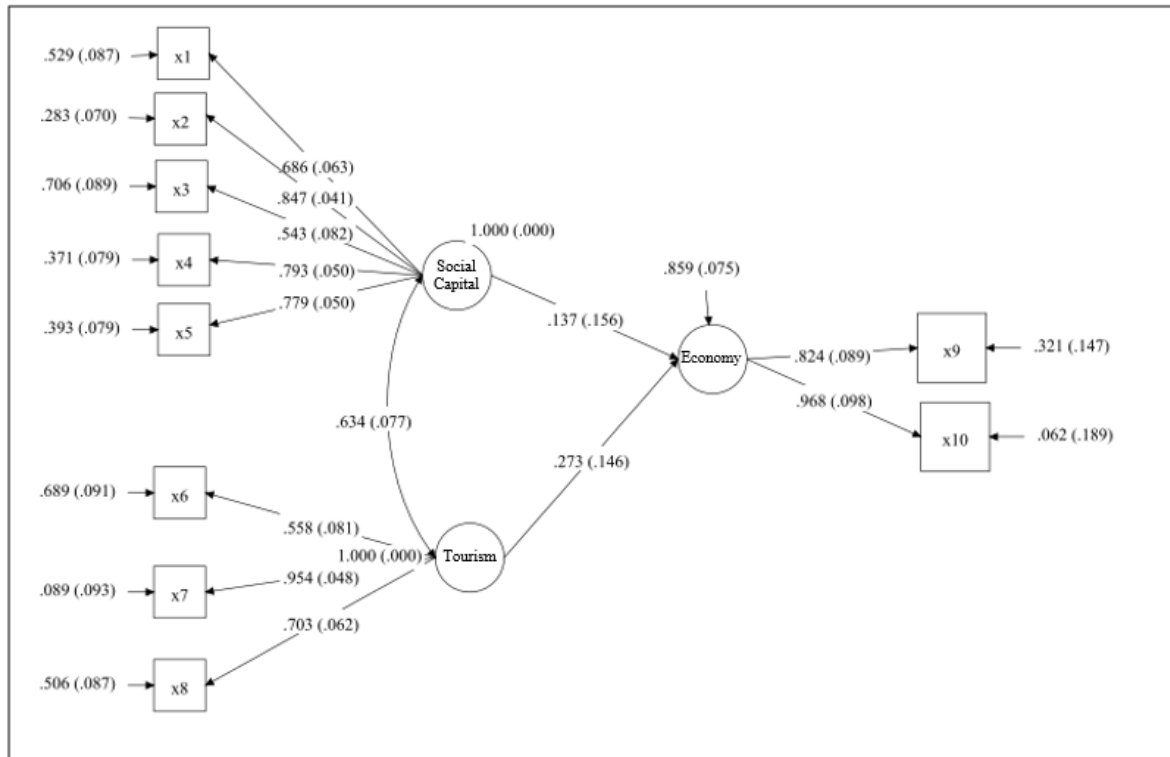 .529 (.087)
x1
.283 (.070)
x2
.686 (.063)
.706 (.089)
x3
.847 (.041)
.543 (.082)
1.000 (.000)
.371 (.079)
x4
.793 (.050)
Social
Capital
.859 (.075)
.779 (.050)
.393 (.079)
x5
.137 (.156)
Economy
.824 (.089)
x9
.321 (.147)
.968 (.098)
x10
.062 (.189)
.634 (.077)
.273 (.146)
.689 (.091)
x6
.558 (.081)
1.000 (.000)
Tourism
.089 (.093)
x7
.954 (.048)
.703 (.062)
.506 (.087)
x8